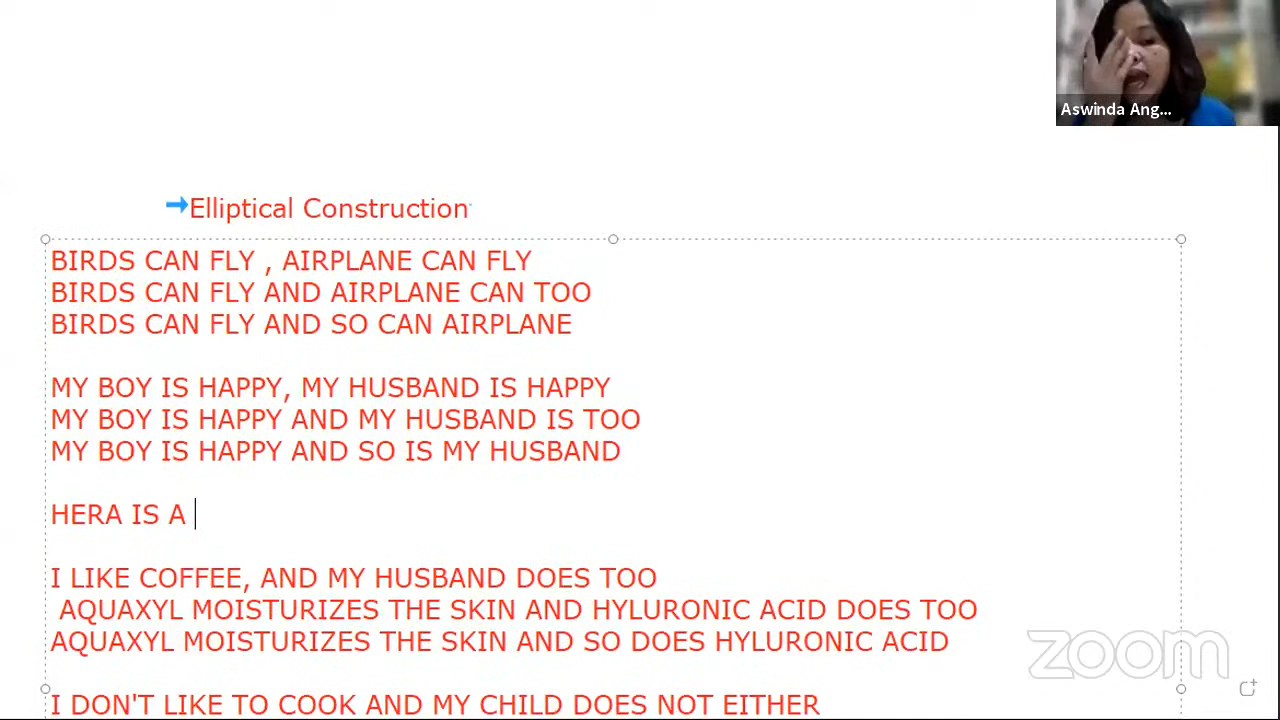 Aswinda Ang...
Elliptical Construction
BIRDS CAN FLY , AIRPLANE CAN FLY
BIRDS CAN FLY AND AIRPLANE CAN TOO
BIRDS CAN FLY AND SO CAN AIRPLANE
MY BOY IS HAPPY, MY HUSBAND IS HAPPY
MY BOY IS HAPPY AND MY HUSBAND IS TOO
MY BOY IS HAPPY AND SO IS MY HUSBAND
HERA IS A
I LIKE COFFEE, AND MY HUSBAND DOES TOO
AQUAXYL MOISTURIZES THE SKIN AND HYLURONIC ACID DOES TOO
AQUAXYL MOISTURIZES THE SKIN AND SO DOES HYLURONIC ACID
zoom
I DON'T LIKE TO COOK AND MY CHILD DOES NOT EITHER